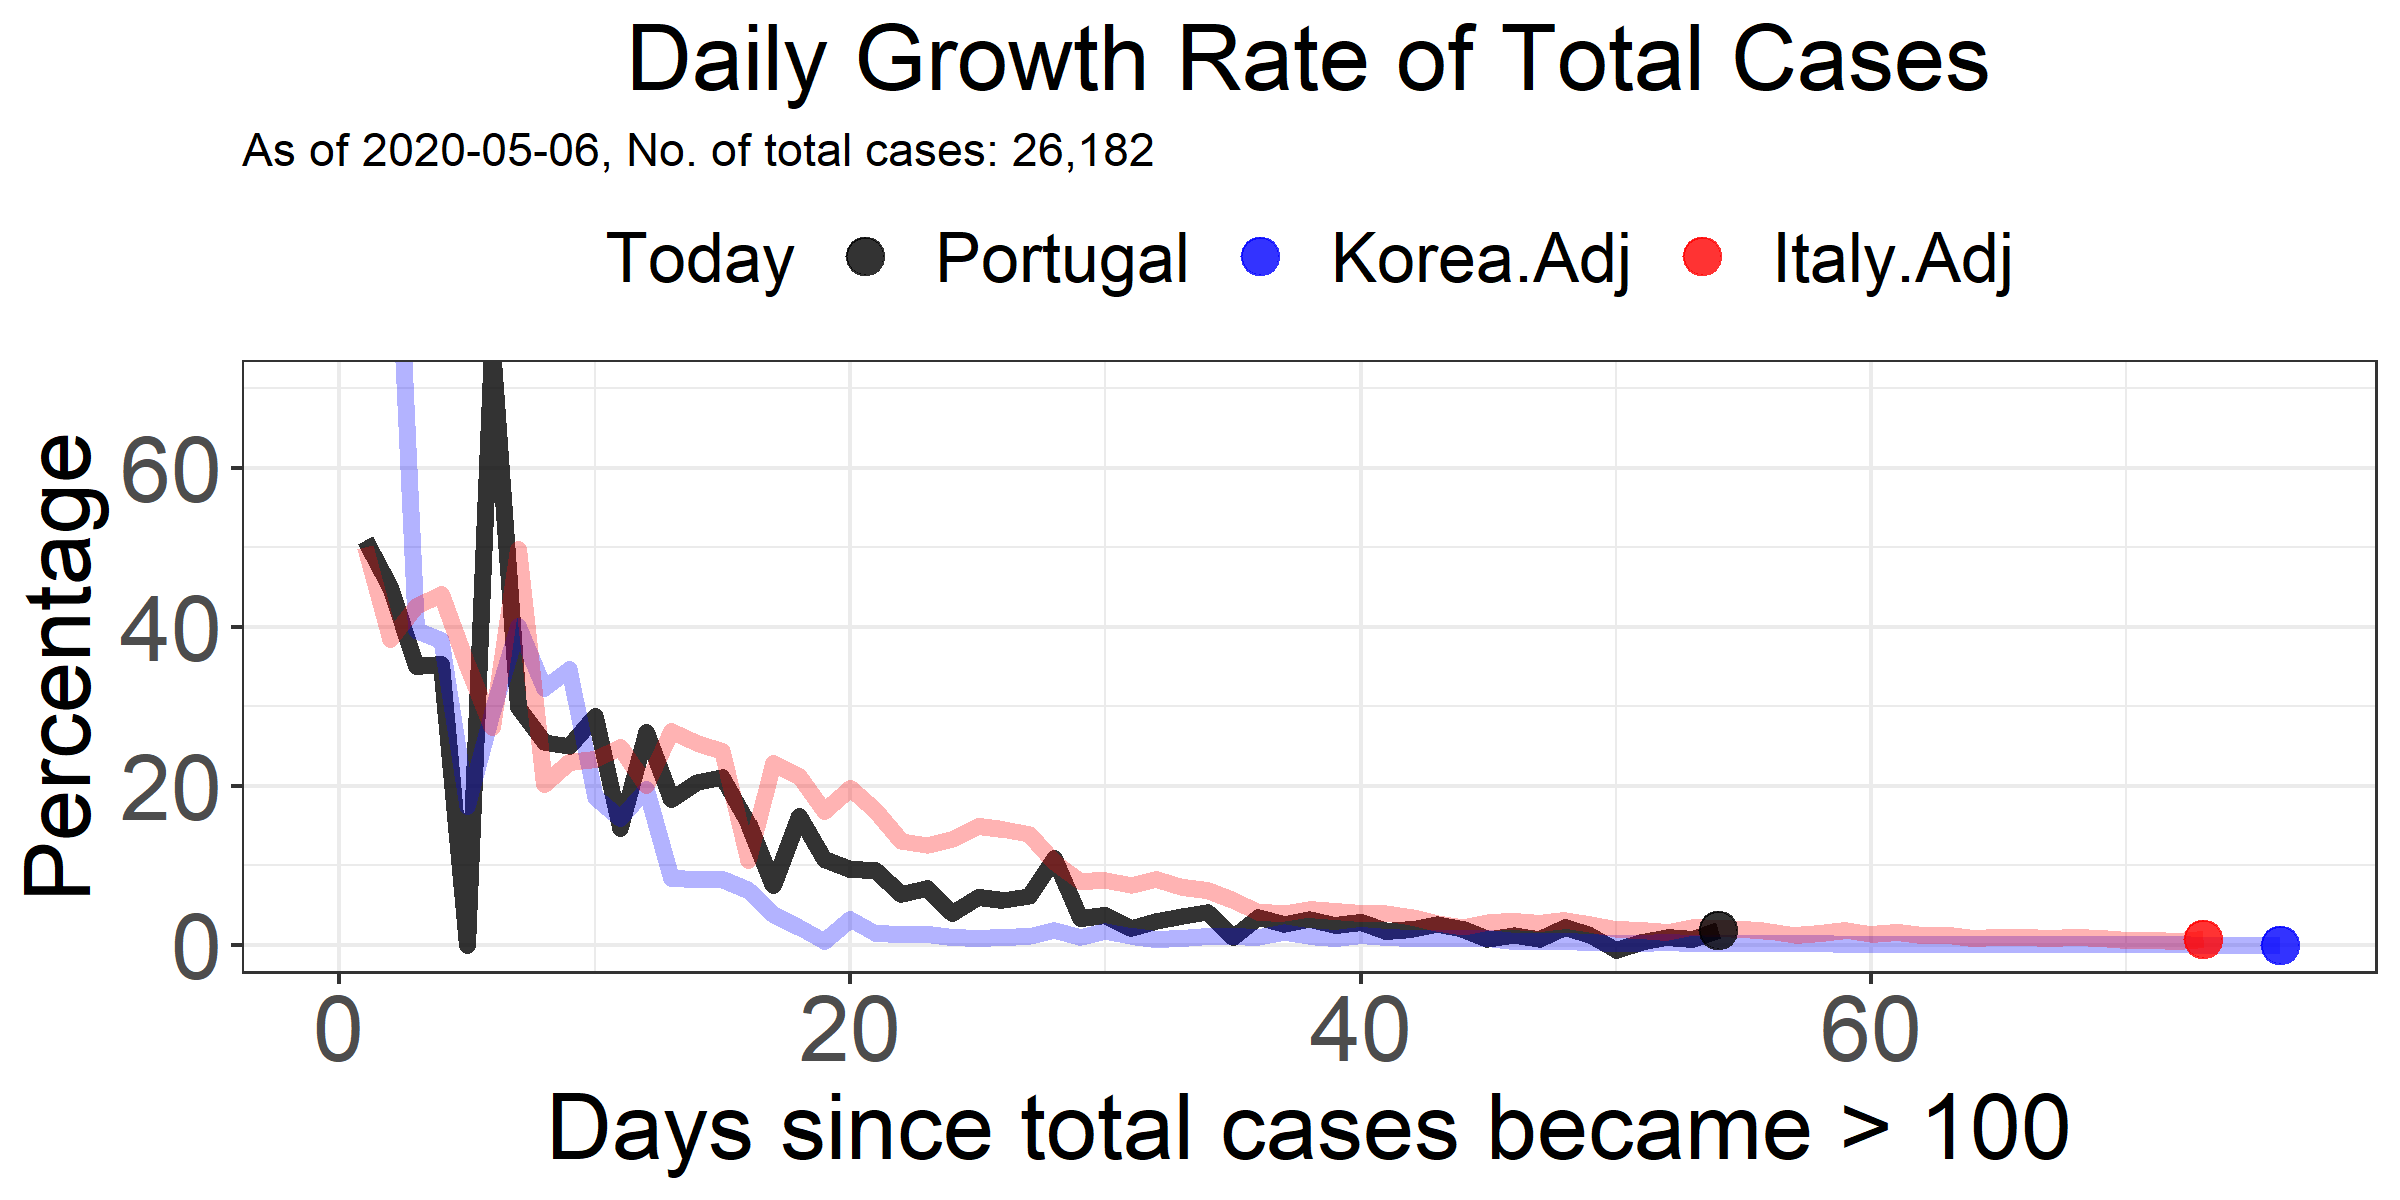 Daily Growth Rate of Total Cases
As of 2020-05-06, No. of total cases: 26,182
Today Portugal Korea.Adj Italy.Adj
Percentage
60
40
20
0
0 20 40 60
Days since total cases became > 100